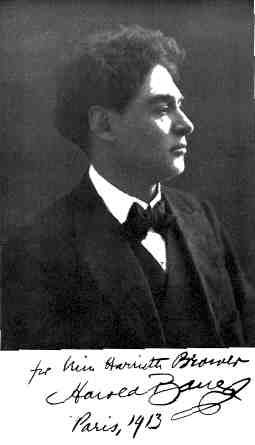 for Miss Harriette Brower
Harold Bauer
Paris, 1913